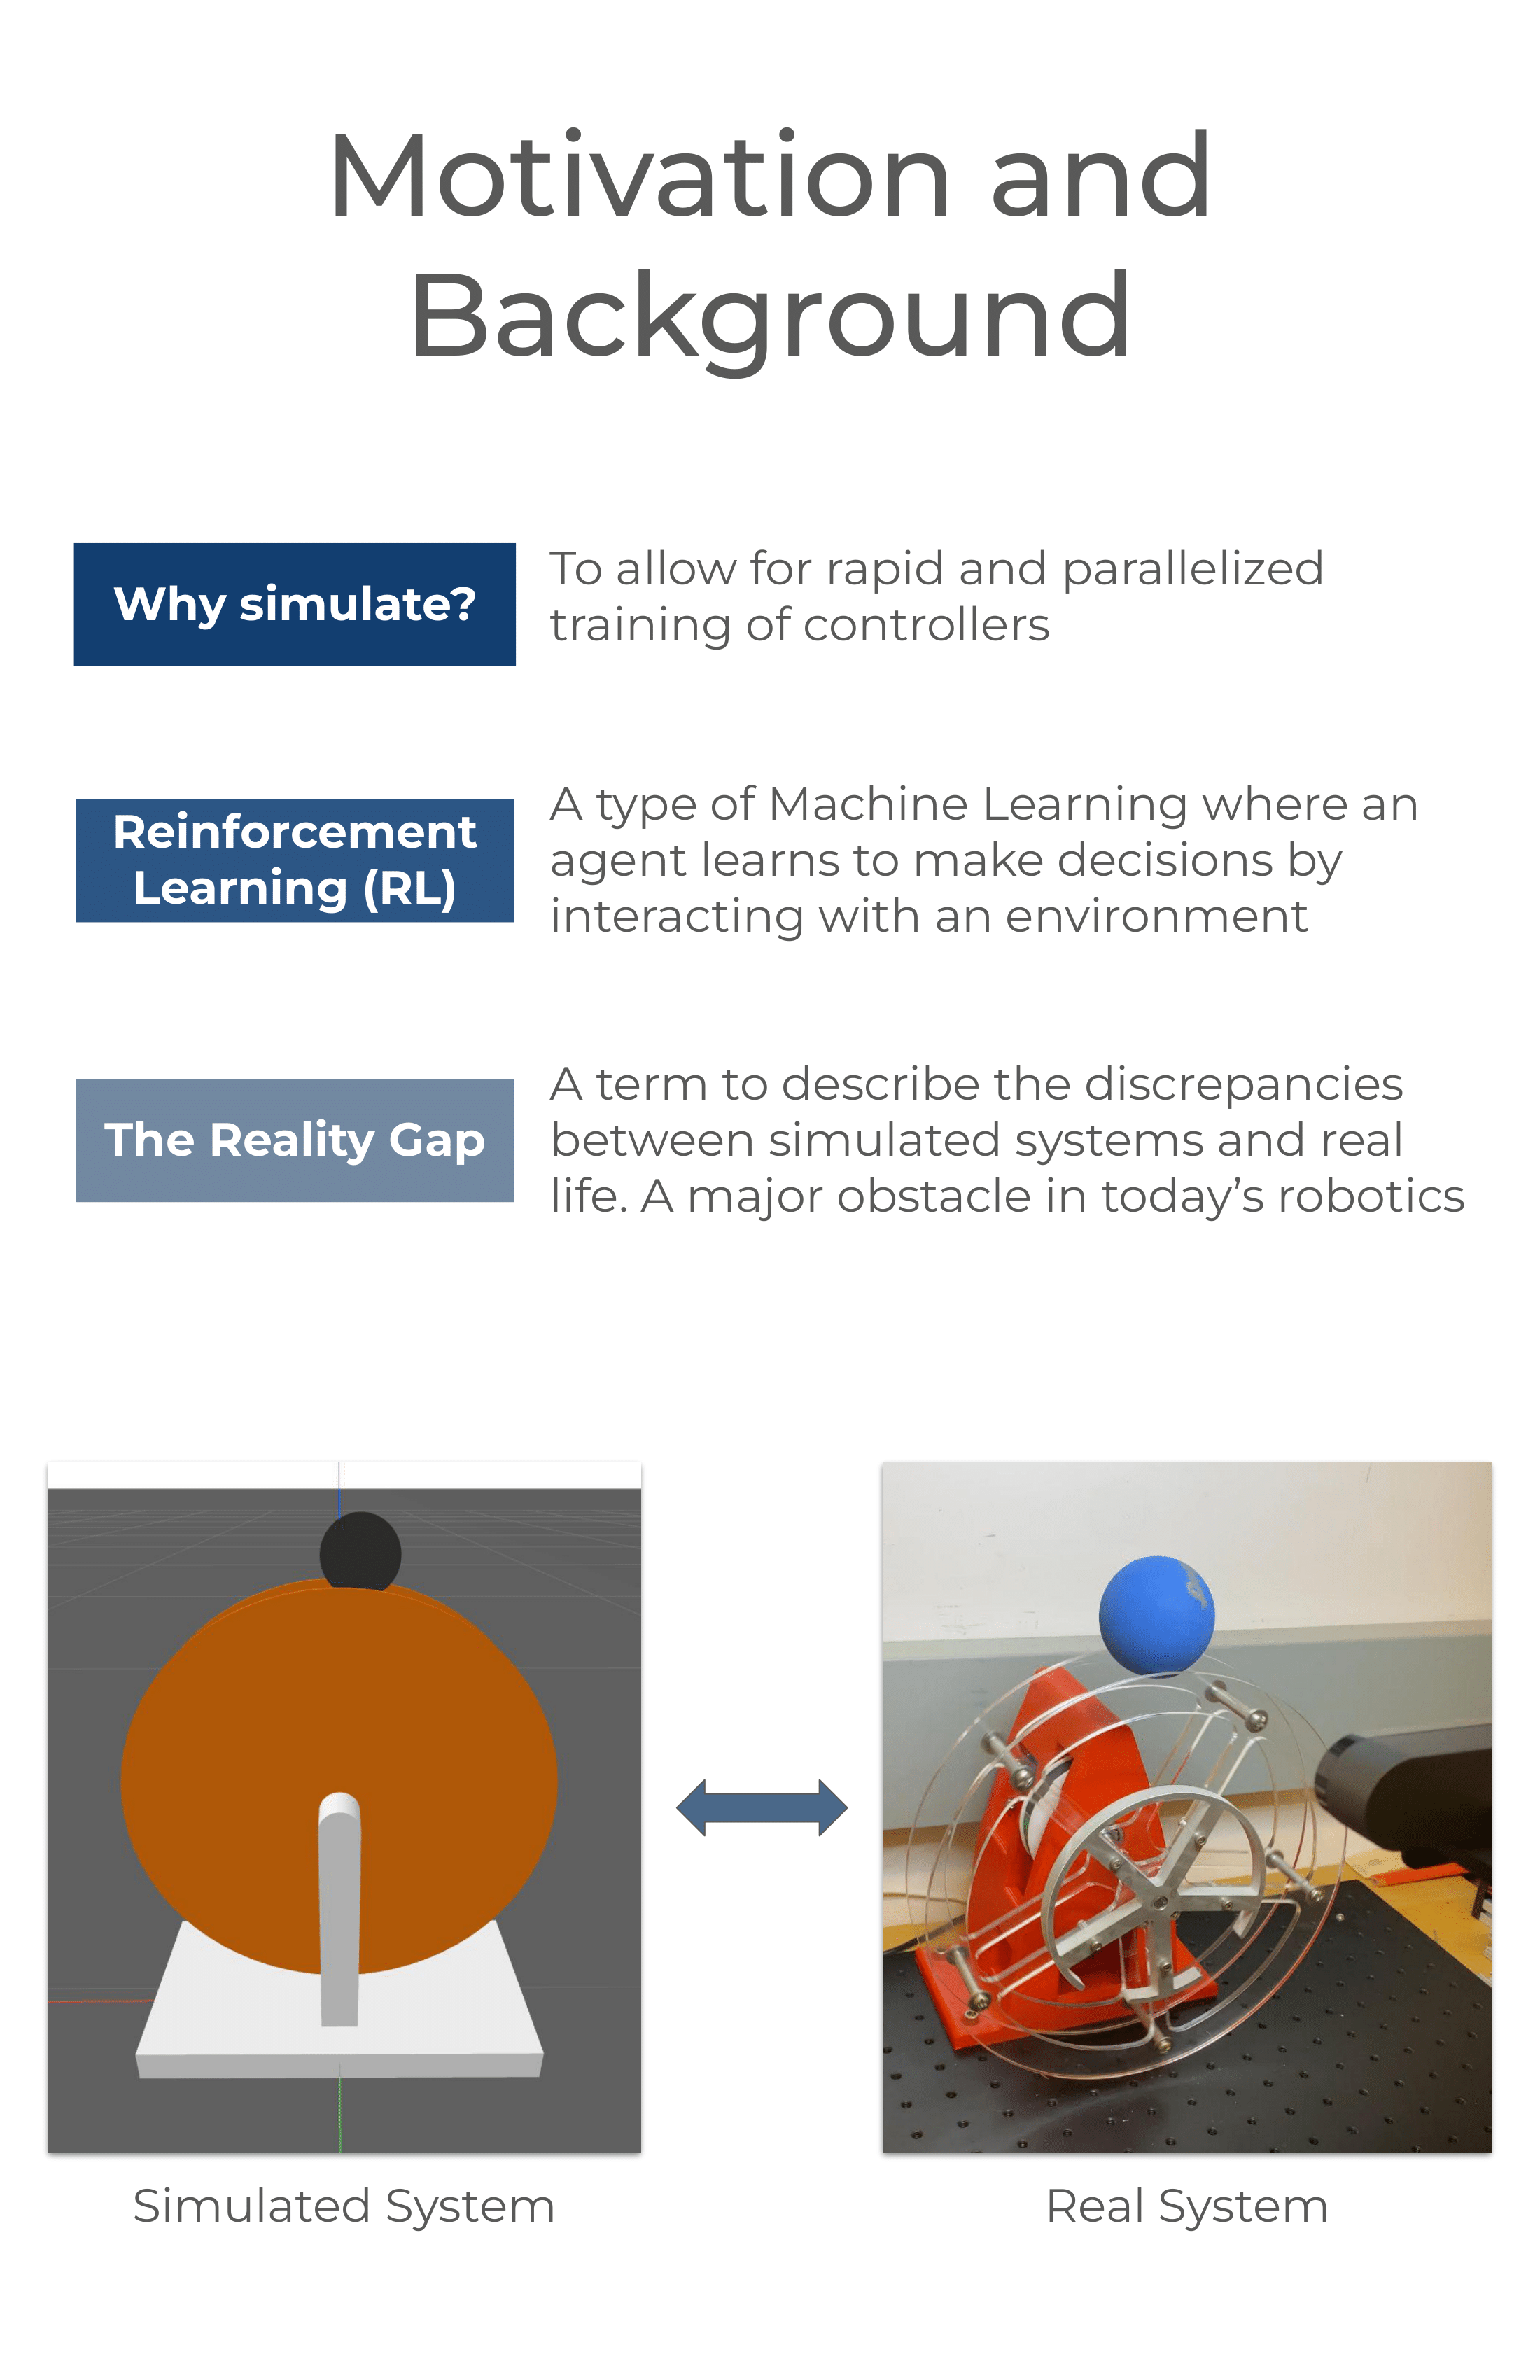 Motivation and
Background
Why simulate?
To allow for rapid and parallelized
training of controllers
Reinforcement
Learning (RL)
A type of Machine Learning where an
agent learns to make decisions by
interacting with an environment
The Reality Gap
A term to describe the discrepancies
between simulated systems and real
life. A major obstacle in today’s robotics
Simulated System
Real System